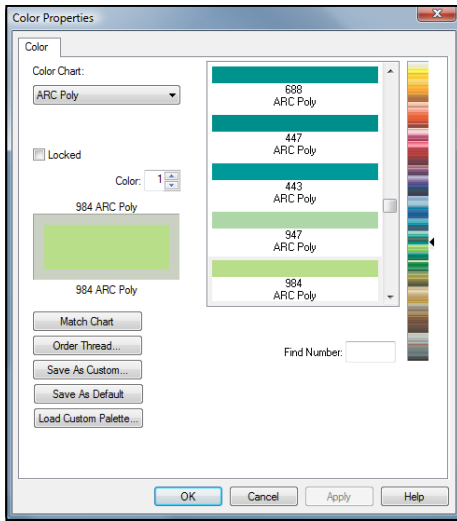 Color Properties
Color
Color Chart:
ARC Poly
Locked
Color: 1
984 ARC Poly
984 ARC Poly
Match Chart
Order Thread...
Save As Custom...
Save As Default
Load Custom Palette...
688
ARC Poly
447
ARC Poly
443
ARC Poly
947
ARC Poly
984
ARC Poly
Find Number:
OK Cancel Apply Help